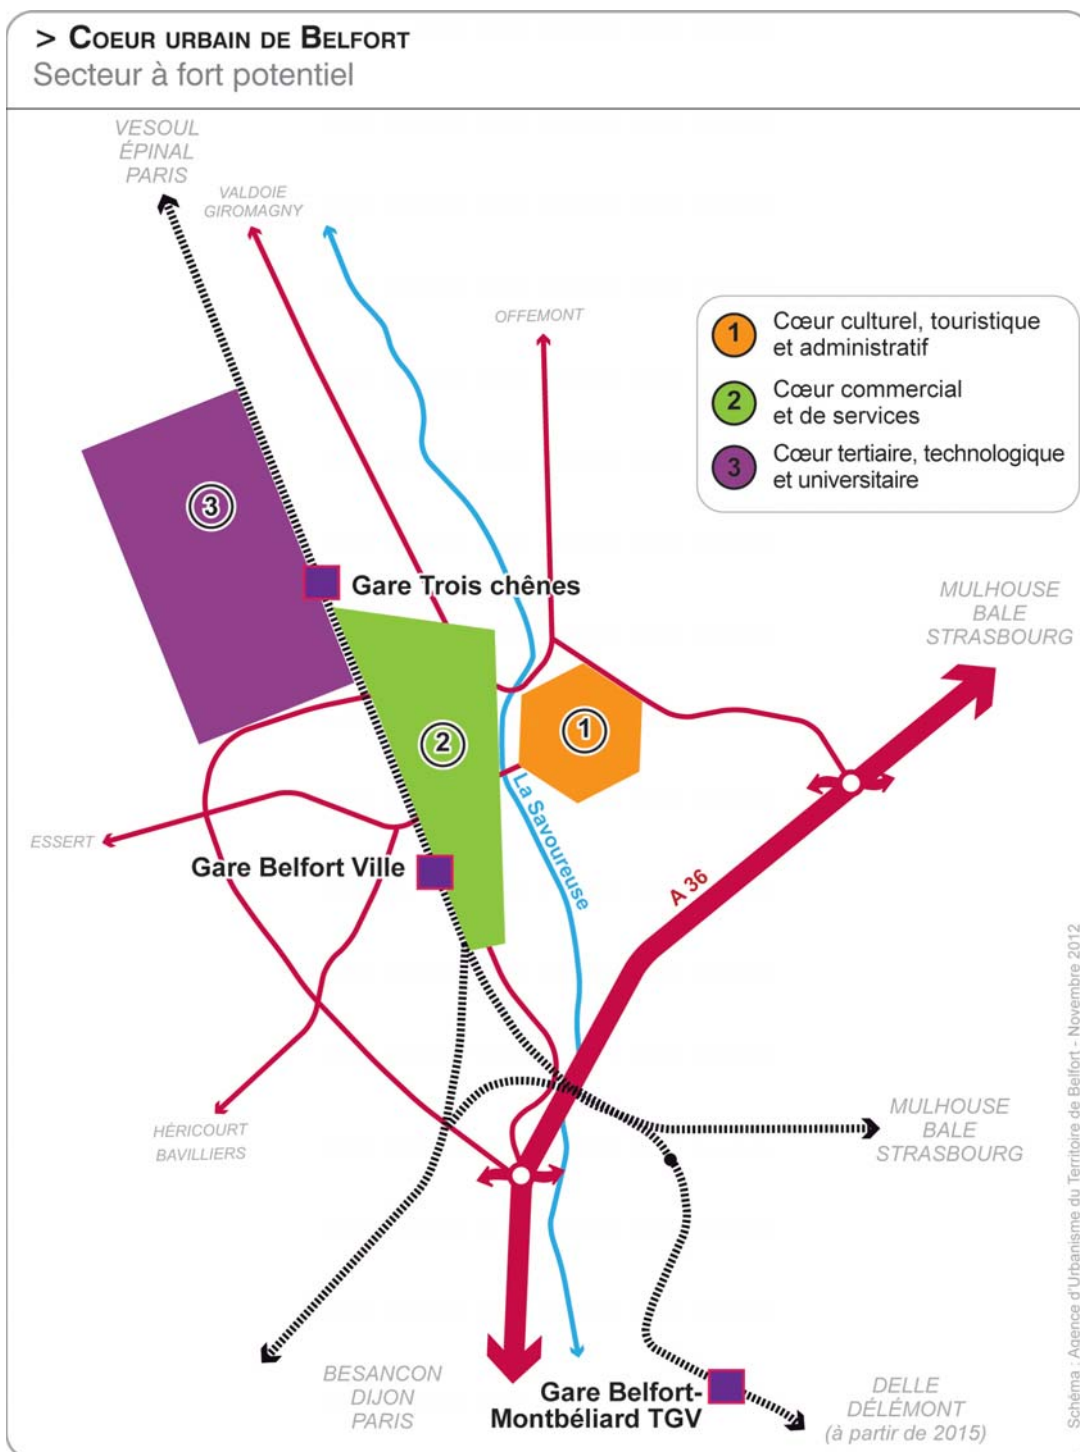 > COEUR URBAIN DE BELFORT
Secteur à fort potentiel
VESOUL
ÉPINAL
PARIS
VALDOIE
GIROMAGNY
OFFEMONT
1 Cœur culturel, touristique
et administratif
2 Cœur commercial
et de services
3 Cœur tertiaire, technologique
et universitaire
3
Gare Trois chênes
MULHOUSE
BALE
STRASBOURG
1
2
La Savoureuse
ESSERT
Gare Belfort Ville
A 36
HÉRICOURT
BAVILLIERS
MULHOUSE
BALE
STRASBOURG
BESANCON
DIJON
PARIS
Gare Belfort-
Montbéliard TGV
DELLE
DÉLÉMONT
(à partir de 2015)
Schéma : Agence d'Urbanisme du Territoire de Belfort - Novembre 2012